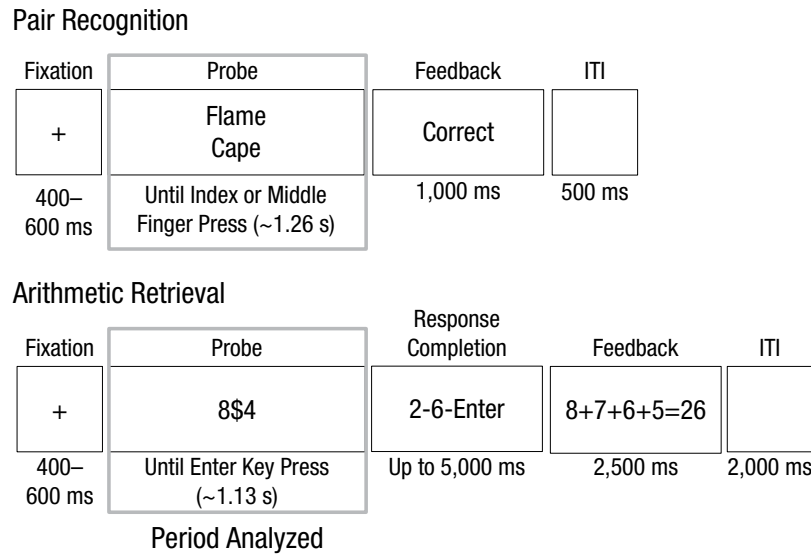 Pair Recognition
Fixation Probe Feedback ITI
+ Flame Correct
Cape
400– Until Index or Middle 1,000 ms 500 ms
600 ms Finger Press (~1.26 s)
Arithmetic Retrieval
Response
Fixation Probe Completion Feedback ITI
+ 8$4 2-6-Enter 8+7+6+5=26
400– Until Enter Key Press Up to 5,000 ms 2,500 ms 2,000 ms
600 ms (~1.13 s)
Period Analyzed